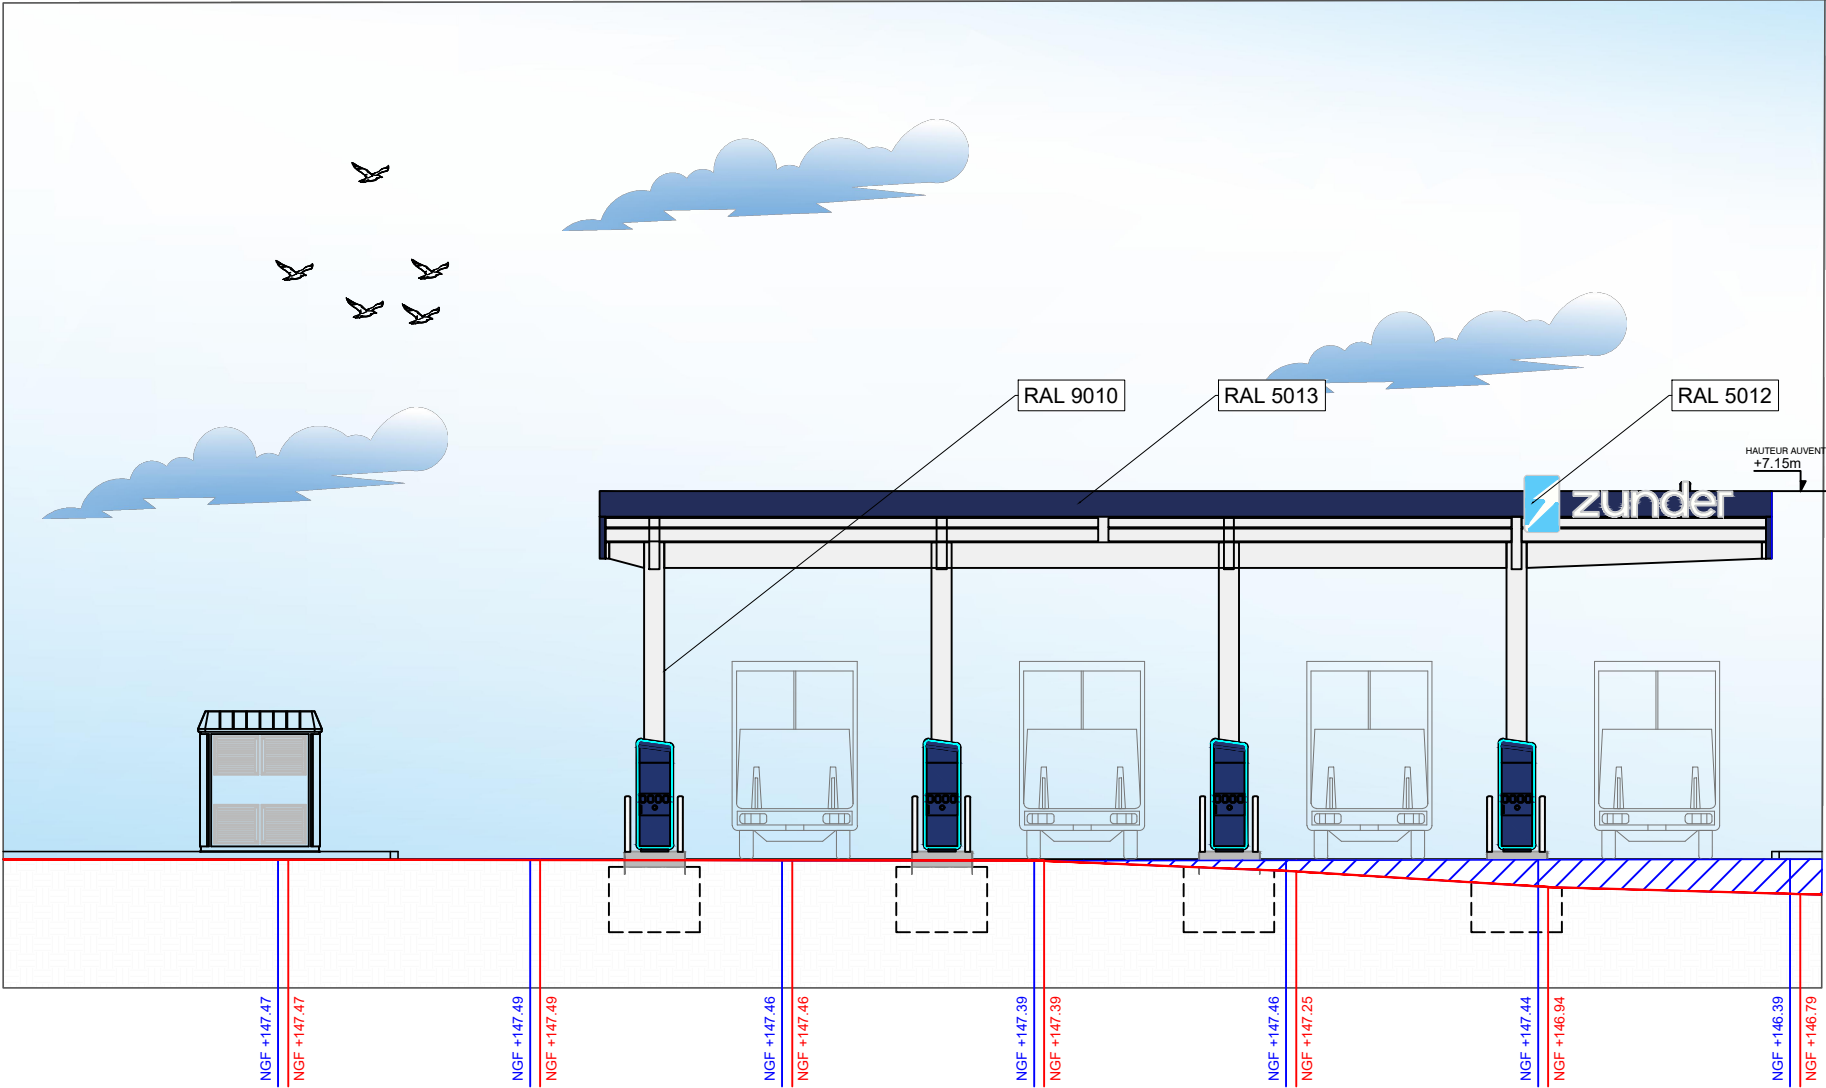 RAL 9010
RAL 5013
RAL 5012
HAUTEUR AUVENT
+7.15m
zunder
NGF +147.47
NGF +147.47
NGF +147.49
NGF +147.49
NGF +147.46
NGF +147.46
NGF +147.39
NGF +147.39
NGF +147.46
NGF +147.25
NGF +147.44
NGF +146.94
NGF +146.39
NGF +146.79